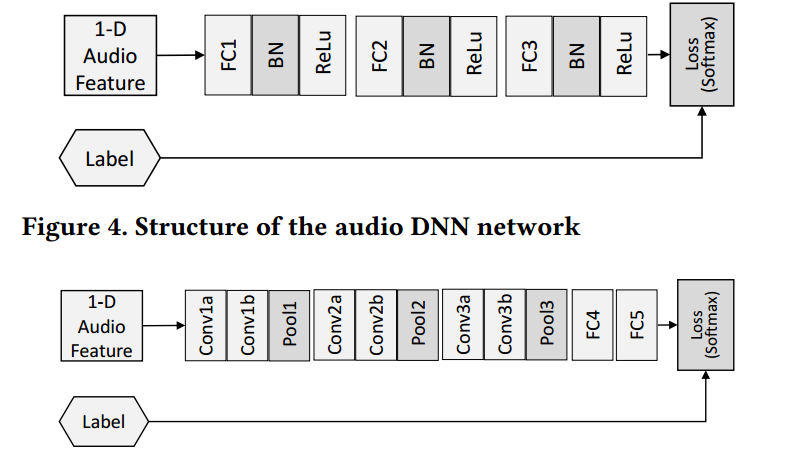 1-D
Audio
Feature
FC1
BN
ReLu
FC2
BN
ReLu
FC3
BN
ReLu
Loss
(Softmax)
Label
Figure 4. Structure of the audio DNN network
1-D
Audio
Feature
Conv1a
Conv1b
Pool1
Conv2a
Conv2b
Pool2
Conv3a
Conv3b
Pool3
FC4
FC5
Loss
(Softmax)
Label